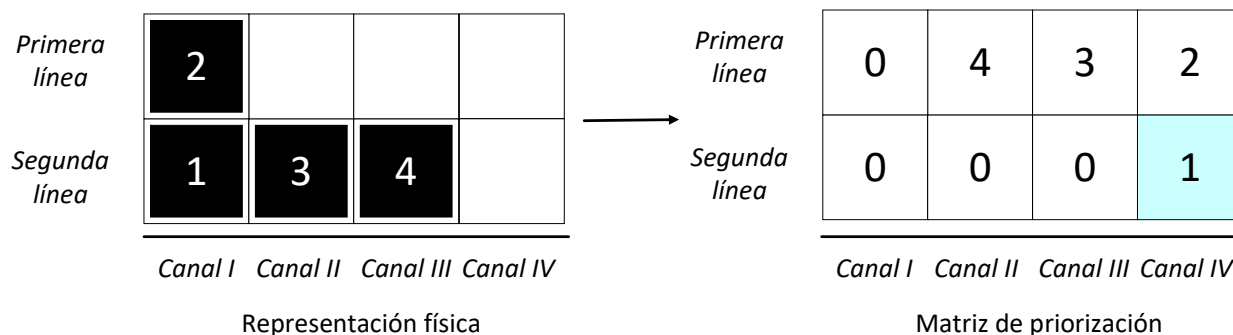 Primera
línea
2
Segunda
línea
1 3 4
Canal I Canal II Canal III Canal IV
Representación física
Primera
línea
0 4 3 2
Segunda
línea
0 0 0 1
Canal I Canal II Canal III Canal IV
Matriz de priorización